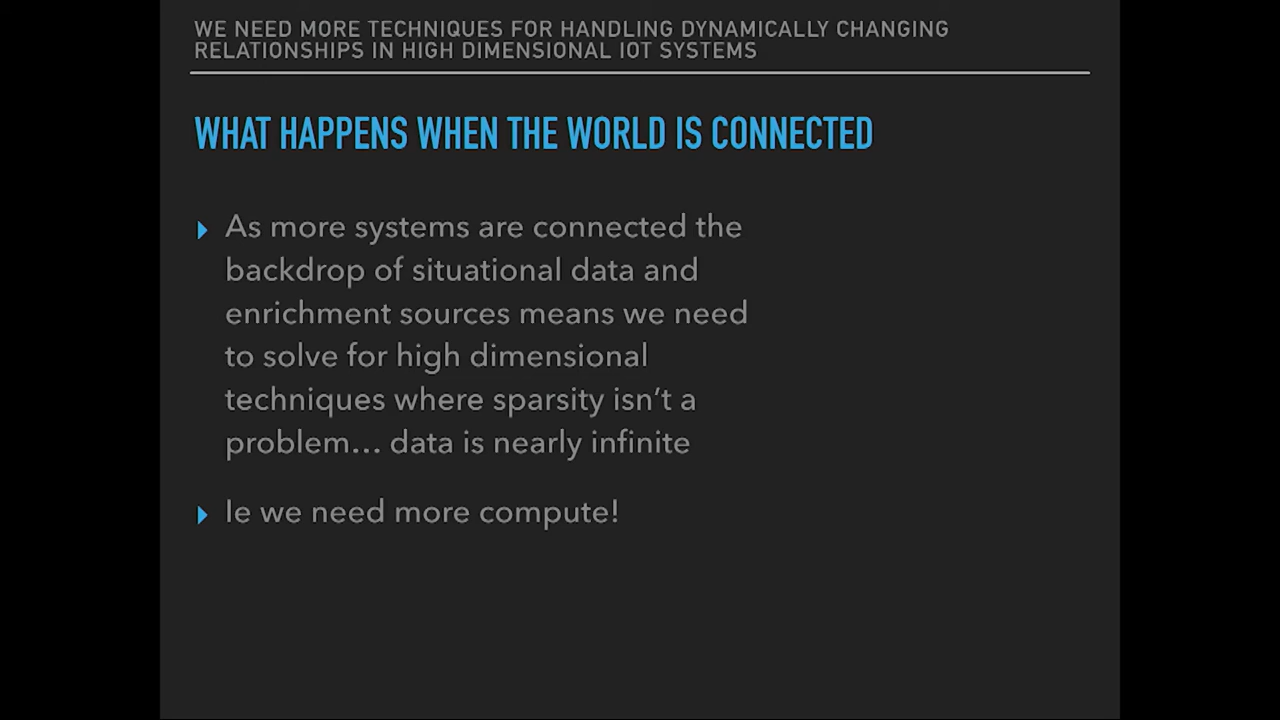 WE NEED MORE TECHNIQUES FOR HANDLING DYNAMICALLY CHANGING
RELATIONSHIPS IN HIGH DIMENSIONAL IOT SYSTEMS
WHAT HAPPENS WHEN THE WORLD IS CONNECTED
As more systems are connected the
backdrop of situational data and
enrichment sources means we need
to solve for high dimensional
techniques where sparsity isn’t a
problem… data is nearly infinite
Ie we need more compute!